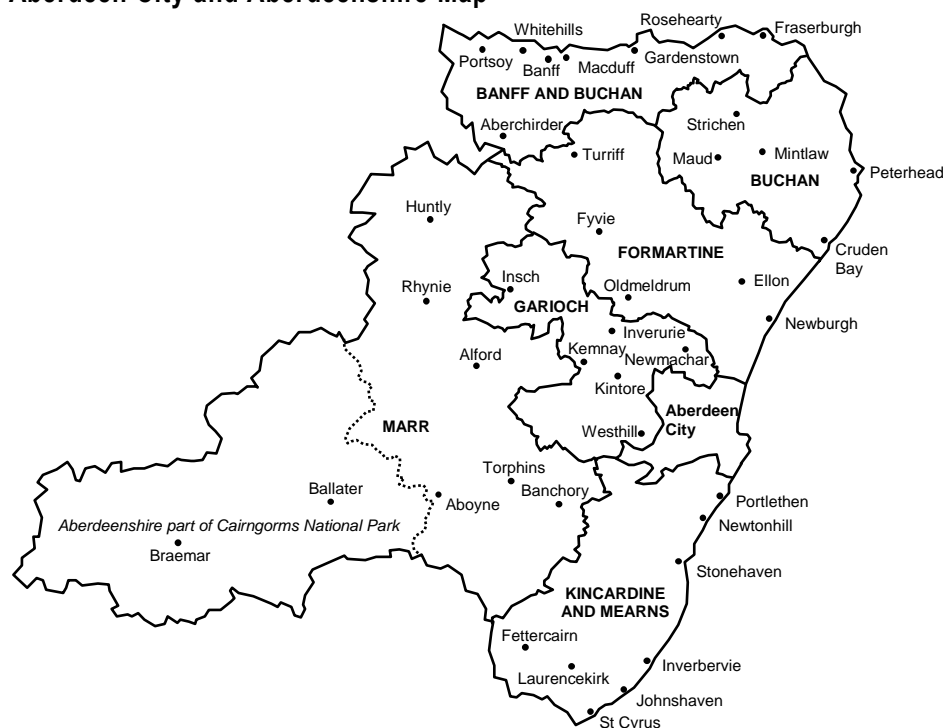 Aberdeen City and Aberdeenshire Map
Rosehearty
Fraserburgh
Whitehills
Portsoy
Banff
Macduff
Gardenstown
BANFF AND BUCHAN
Aberchirder
Strichen
Turriff
Maud
Mintlaw
Peterhead
BUCHAN
Huntly
Fyvie
FORMARTINE
Cruden
Bay
Insch
Rhynie
Oldmeldrum
Ellon
GARIOCH
Newburgh
Inverurie
Alford
Kemnay
Newmachar
Kintore
Aberdeen
City
MARR
Westhill
Torphins
Ballater
Aboyne
Banchory
Portlethen
Newtonhill
Aberdeenshire part of Cairngorms National Park
Braemar
Stonehaven
KINCARDINE
AND MEARNS
Fettercairn
Laurencekirk
Inverbervie
Johnshaven
St Cyrus